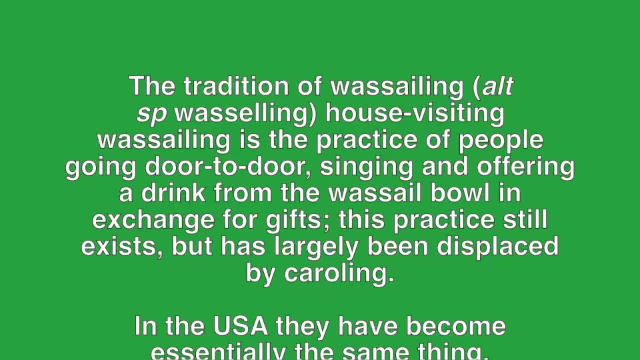 The tradition of wassailing (alt
sp wasselling) house-visiting
wassailing is the practice of people
going door-to-door, singing and offering
a drink from the wassail bowl in
exchange for gifts; this practice still
exists, but has largely been displaced
by caroling.
In the USA they have become
essentially the same thing.